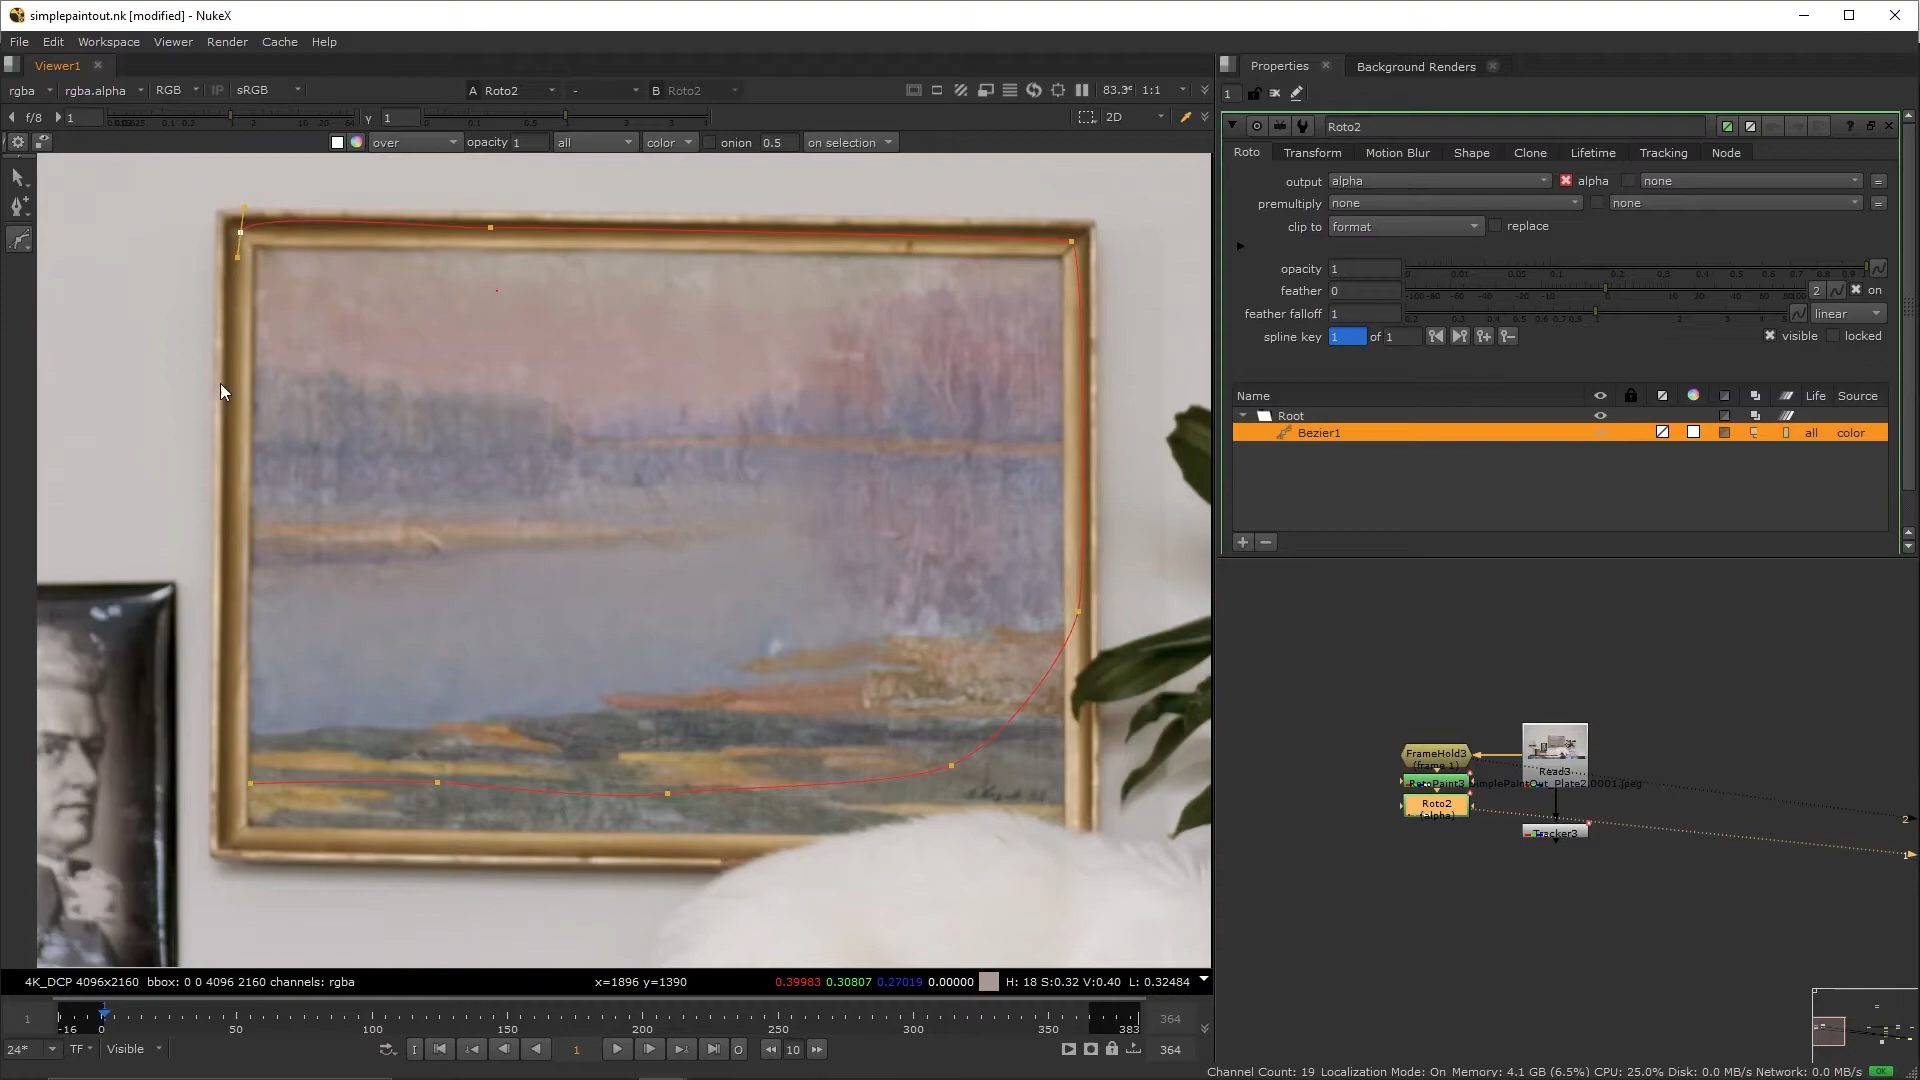 simplepaintout.nk [modified] - NukeX
File Edit Workspace Viewer Render Cache Help
Viewer1
rgba rgba.alpha RGB IP sRGB A Roto2 - B Roto2 1:1
f/8 1 Y 1 2D
over opacity 1 all color onion 0.5 on selection
4K_DCP 4096x2160 bbox: 0 0 4096 2160 channels: rgba x=1896 y=1390 0.39983 0.30807 0.27019 0.00000 H: 18 S:0.32 V:0.40 L: 0.32484
1 -16 0 50 100 150 200 250 300 350 383 364
24* TF Visible I 1 O 10 364
Properties Background Renders
1
Roto2
Roto Transform Motion Blur Shape Clone Lifetime Tracking Node
output alpha alpha none =
premultiply none none =
clip to format replace
opacity 1
feather 0 2 on
feather falloff 1 linear
spline key 1 of 1 visible locked
Name Life Source
Root
Bezier1 all color
FrameHold3
(frame 1)
Read3
RotoPaint3
Roto2
(alpha)
Tracker3
2
1
Channel Count: 19 Localization Mode: On Memory: 4.1 GB (6.5%) CPU: 25.0% Disk: 0.0 MB/s Network: 0.0 MB/s OK